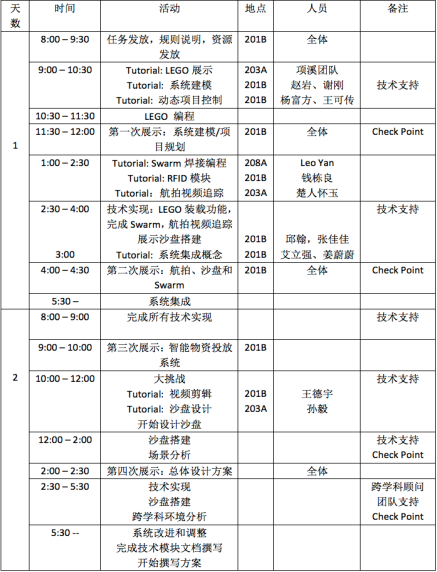 天数 时间 活动 地点 人员 备注
1
8:00 – 9:30 任务发放，规则说明，资源发放 201B 全体
9:00 – 10:30 Tutorial: LEGO 展示 203A 项溪团队
Tutorial: 系统建模 201B 赵岩、谢刚 技术支持
Tutorial: 动态项目控制 201B 杨富方、王可传
10:30 – 11:30 LEGO 编程
11:30 – 12:00 第一次展示：系统建模/项目规划 201B 全体 Check Point
1:00 – 2:30 Tutorial: Swarm 焊接编程 208A Leo Yan
Tutorial: RFID 模块 201B 钱栋良
Tutorial：航拍视频追踪 203A 楚人怀玉
2:30 – 4:00 技术实现：LEGO 装载功能， 技术支持
完成 Swarm，航拍视频追踪
展示沙盘搭建 201B 邱翰，张佳佳
3:00 Tutorial: 系统集成概念 201B 艾立强、姜蔚蔚
4:00 – 4:30 第二次展示：航拍、沙盘和 Swarm 201B 全体 Check Point
5:30 – 系统集成
2
8:00 – 9:00 完成所有技术实现 技术支持
9:00 – 10:00 第三次展示：智能物资投放系统 201B
10:00 – 12:00 大挑战 技术支持
Tutorial: 视频剪辑 201B 王德宇
Tutorial: 沙盘设计 203A 孙毅
开始设计沙盘
12:00 – 2:00 沙盘搭建 技术支持
场景分析 Check Point
2:00 – 2:30 第四次展示：总体设计方案 全体
2:30 – 5:30 技术实现 跨学科顾问
沙盘搭建 团队支持
跨学科环境分析 Check Point
5:30 -- 系统改进和调整
完成技术模块文档撰写
开始撰写方案